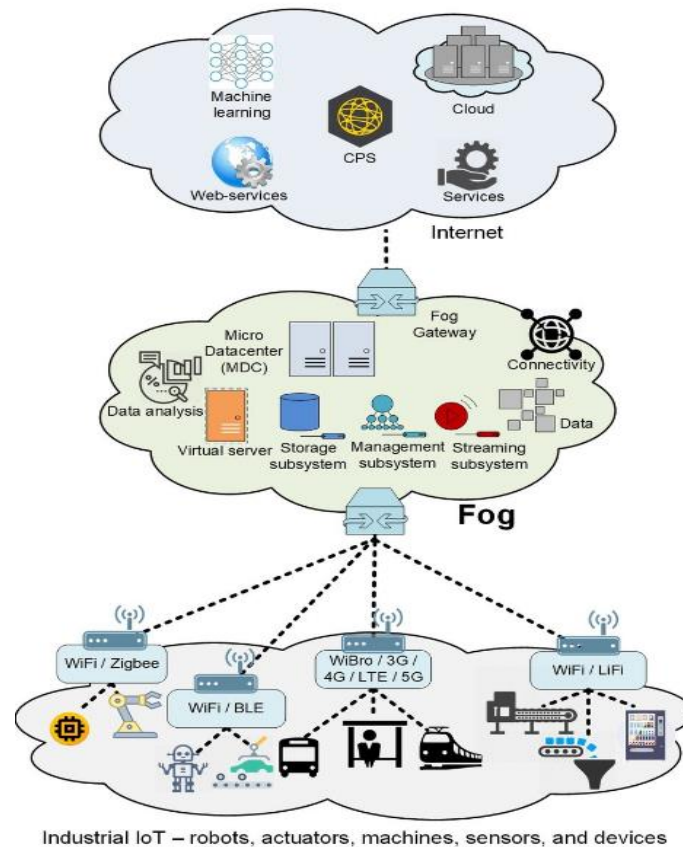 Machine
learning
Cloud
CPS
Web-services
Services
Internet
Fog
Gateway
Micro
Datacenter
(MDC)
Connectivity
Data analysis
Virtual server
Storage
subsystem
Management
subsystem
Streaming
subsystem
Data
Fog
WiFi / Zigbee
WiFi / BLE
WiBro / 3G /
4G / LTE / 5G
WiFi / LiFi
Industrial IoT – robots, actuators, machines, sensors, and devices